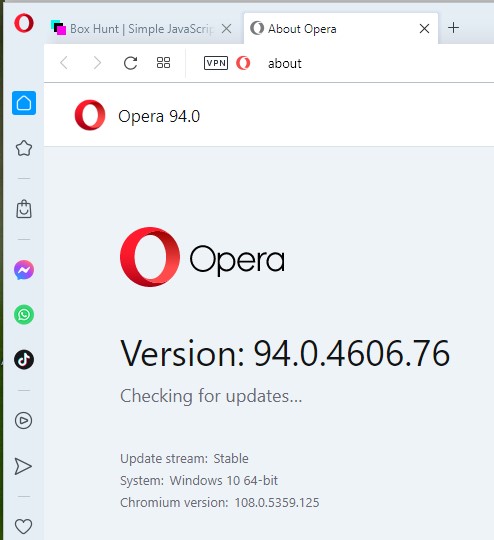 Box Hunt | Simple JavaScrip
About Opera
VPN
about
Opera 94.0
Opera
Version: 94.0.4606.76
Checking for updates...
Update stream: Stable
System: Windows 10 64-bit
Chromium version: 108.0.5359.125